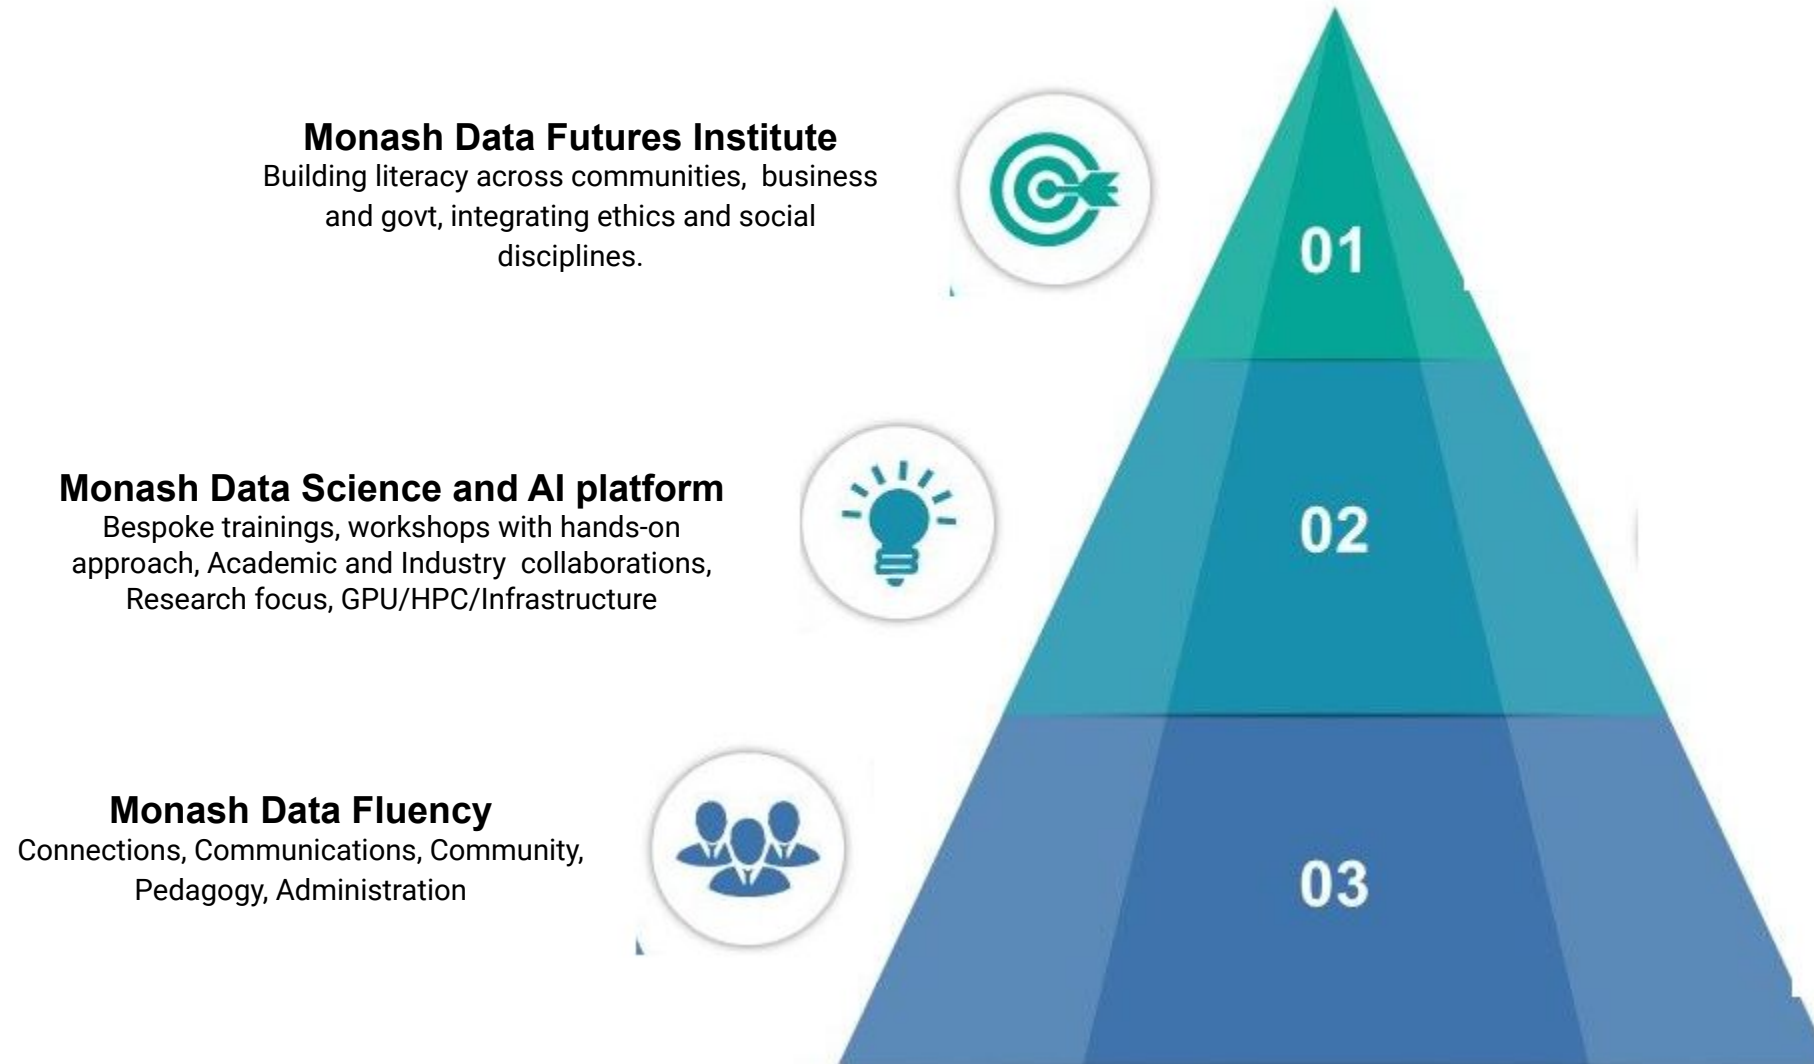 Monash Data Futures Institute
Building literacy across communities, business
and govt, integrating ethics and social
disciplines.
01
Monash Data Science and AI platform
Bespoke trainings, workshops with hands-on
approach, Academic and Industry collaborations,
Research focus, GPU/HPC/Infrastructure
02
Monash Data Fluency
Connections, Communications, Community,
Pedagogy, Administration
03